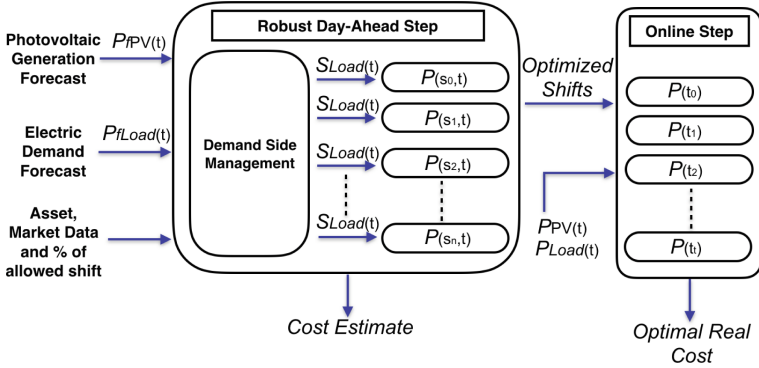 Robust Day-Ahead Step
Online Step
Photovoltaic
Generation
Forecast
PfPV(t)
Electric
Demand
Forecast
PfLoad(t)
Asset,
Market Data
and % of
allowed shift
Demand Side
Management
SLoad(t)
P(s0,t)
SLoad(t)
P(s1,t)
SLoad(t)
P(s2,t)
SLoad(t)
P(sn,t)
Optimized
Shifts
PPV(t)
PLoad(t)
P(t0)
P(t1)
P(t2)
P(tt)
Cost Estimate
Optimal Real
Cost